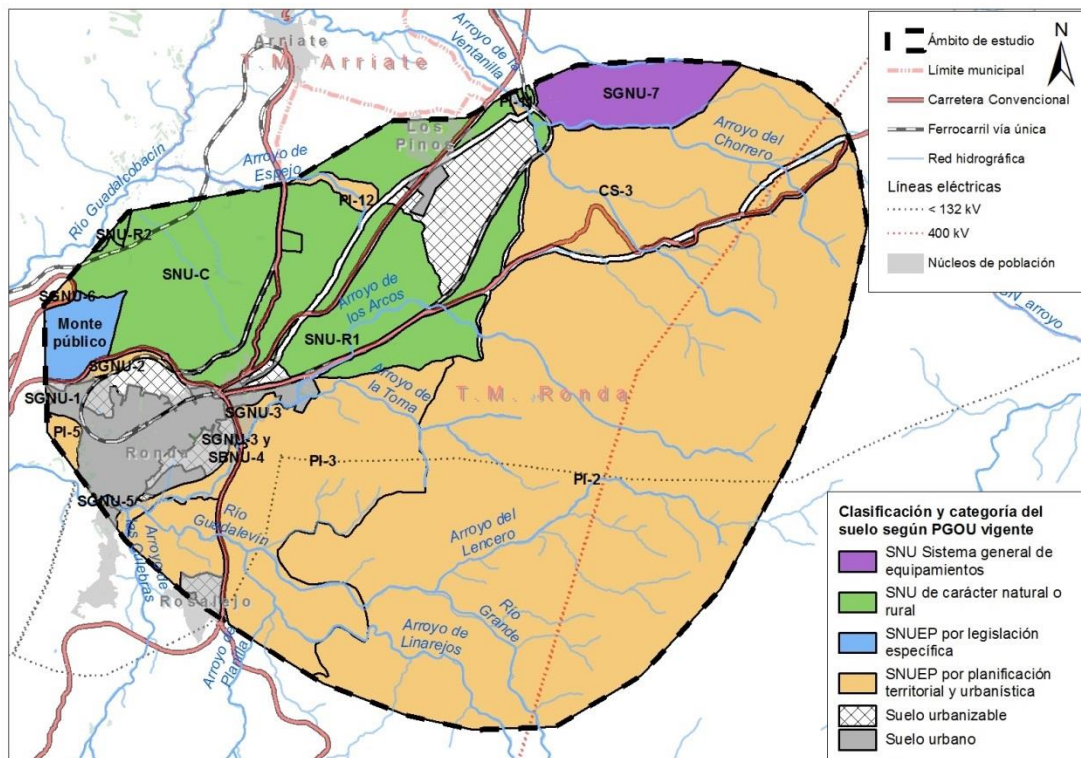 Arriate
T. M. Arriate
Arroyo de la
Ventanilla
Los
Pinos
Río Guadalcobacín
Arroyo de
Espejo
SGNU-7
Arroyo del
Chorrero
CS-3
PI-12
SNU-R2
SNU-C
SGNU-6
Monte
público
Arroyo de
los Arcos
SNU-R1
SGNU-2
SGNU-1
Arroyo de
la Toma
T. M. Ronda
SGNU-3
PI-5
Ronda
SGNU-3 y
SBNU-4
PI-3
PI-2
SGNU-5
Río
Guadalevín
Arroyo de
las Culebras
Arroyo del
Lencero
Rosalejo
Río
Grande
Arroyo de
Linarejos
Arroyo de
Planilla
SN_arroyo
N
Ámbito de estudio
Límite municipal
Carretera Convencional
Ferrocarril vía única
Red hidrográfica
Líneas eléctricas
< 132 kV
400 kV
Núcleos de población
Clasificación y categoría del
suelo según PGOU vigente
SNU Sistema general de
equipamientos
SNU de carácter natural o
rural
SNUEP por legislación
específica
SNUEP por planificación
territorial y urbanística
Suelo urbanizable
Suelo urbano